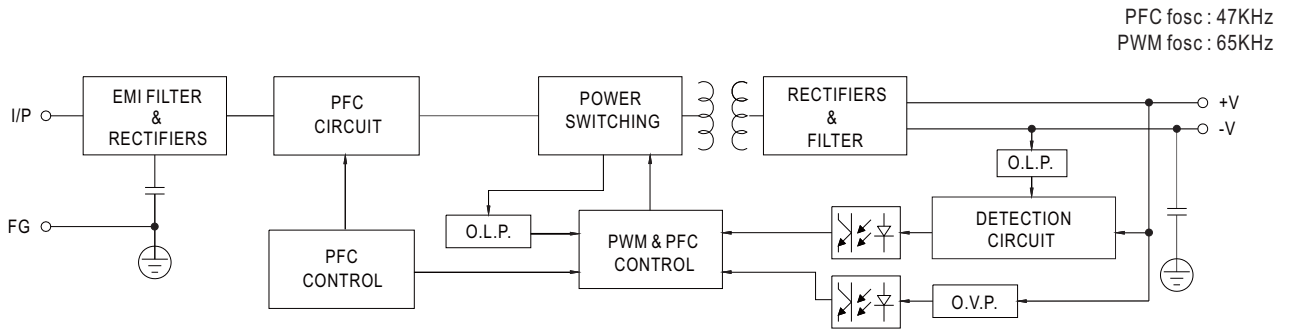 PFC fosc : 47KHz
PWM fosc : 65KHz
I/P
EMI FILTER
&
RECTIFIERS
PFC
CIRCUIT
POWER
SWITCHING
RECTIFIERS
&
FILTER
+V
-V
O.L.P.
FG
O.L.P.
DETECTION
CIRCUIT
PFC
CONTROL
PWM & PFC
CONTROL
O.V.P.